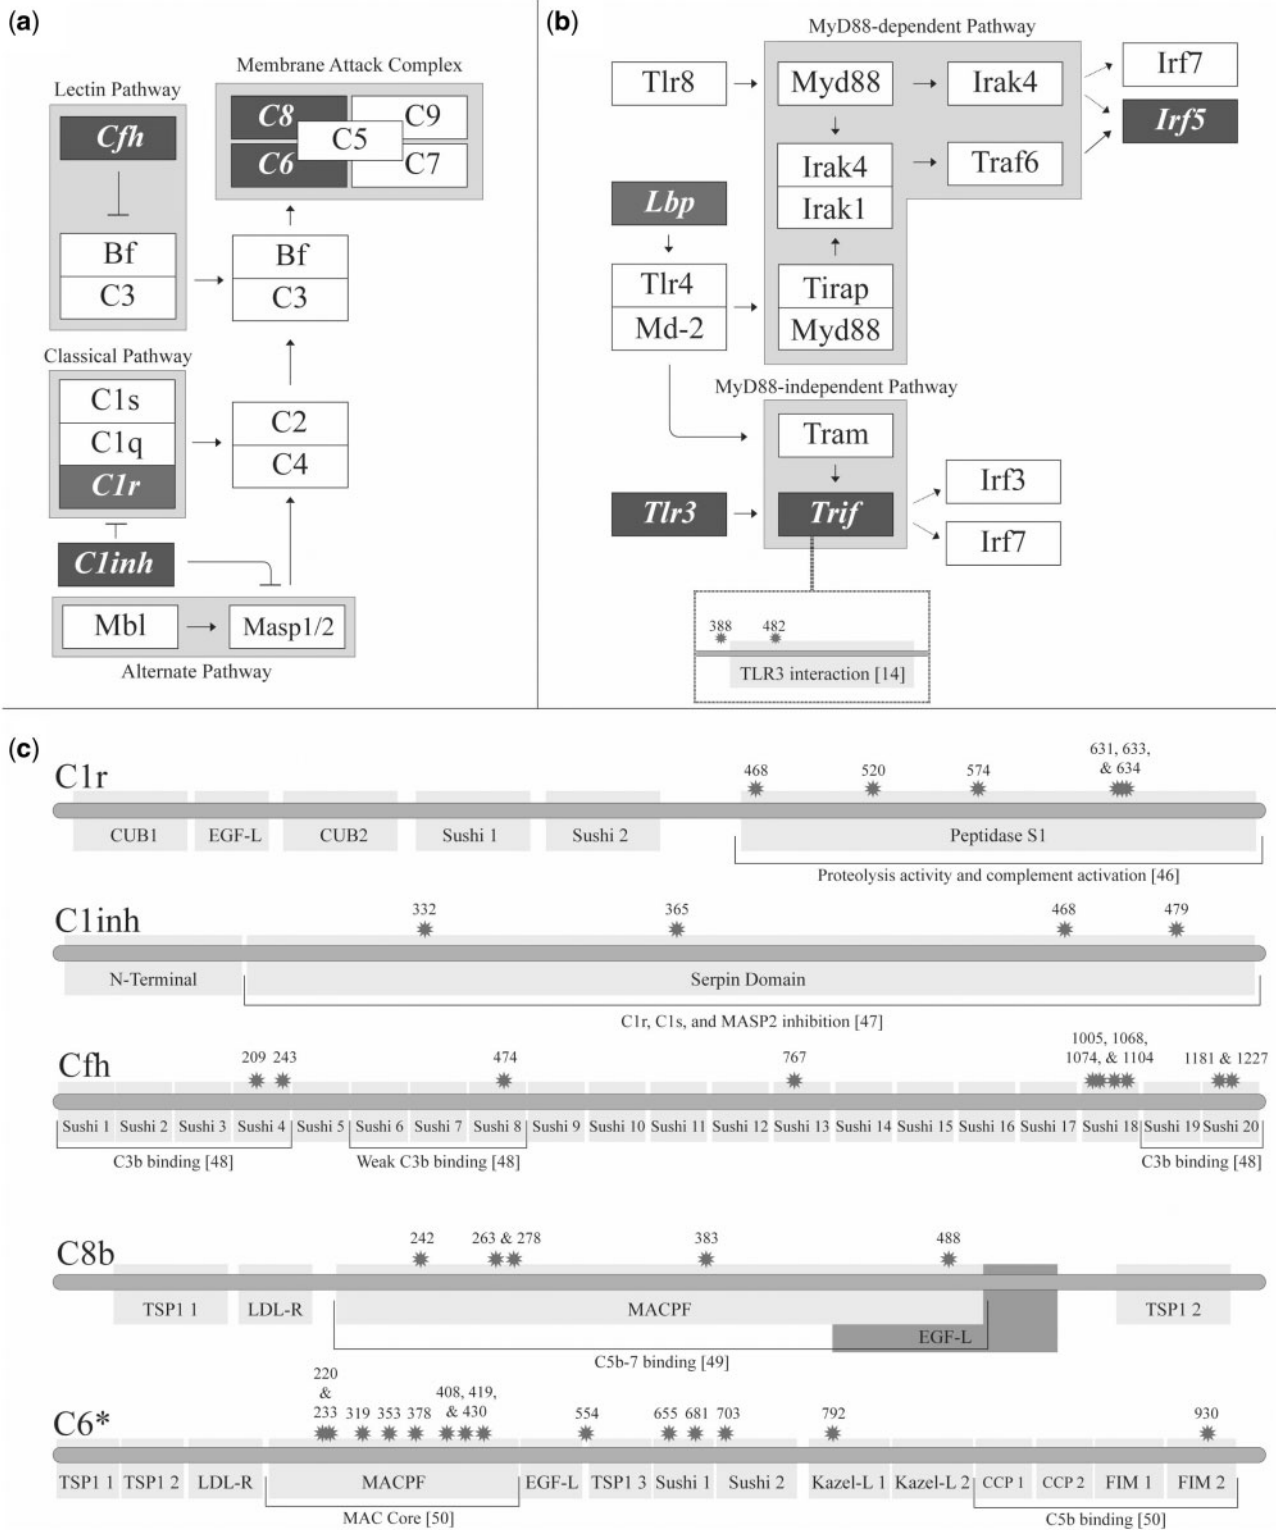 (a)
Lectin Pathway
Membrane Attack Complex
Cfh
C8
C9
C5
C6
C7
Bf
C3
Bf
C3
Classical Pathway
C1s
C1q
C1r
C2
C4
C1inh
Mbl
Masp1/2
Alternate Pathway
(b)
MyD88-dependent Pathway
Tlr8
Myd88
Irak4
Irf7
Irf5
Irak4
Irak1
Traf6
Lbp
Tlr4
Md-2
Tirap
Myd88
MyD88-independent Pathway
Tram
Tlr3
Trif
Irf3
Irf7
388
482
TLR3 interaction [14]
(c)
C1r
468
520
574
631, 633,
& 634
CUB1
EGF-L
CUB2
Sushi 1
Sushi 2
Peptidase S1
Proteolysis activity and complement activation [46]
C1inh
332
365
468
479
N-Terminal
Serpin Domain
C1r, C1s, and MASP2 inhibition [47]
Cfh
209
243
474
767
1005, 1068,
1074, & 1104
1181 & 1227
Sushi 1
Sushi 2
Sushi 3
Sushi 4
Sushi 5
Sushi 6
Sushi 7
Sushi 8
Sushi 9
Sushi 10
Sushi 11
Sushi 12
Sushi 13
Sushi 14
Sushi 15
Sushi 16
Sushi 17
Sushi 18
Sushi 19
Sushi 20
C3b binding [48]
Weak C3b binding [48]
C3b binding [48]
C8b
242
263 & 278
383
488
TSP1 1
LDL-R
MACPF
EGF-L
TSP1 2
C5b-7 binding [49]
C6*
220
&
233
319
353
378
408, 419,
& 430
554
655
681
703
792
930
TSP1 1
TSP1 2
LDL-R
MACPF
EGF-L
TSP1 3
Sushi 1
Sushi 2
Kazel-L 1
Kazel-L 2
CCP 1
CCP 2
FIM 1
FIM 2
MAC Core [50]
C5b binding [50]